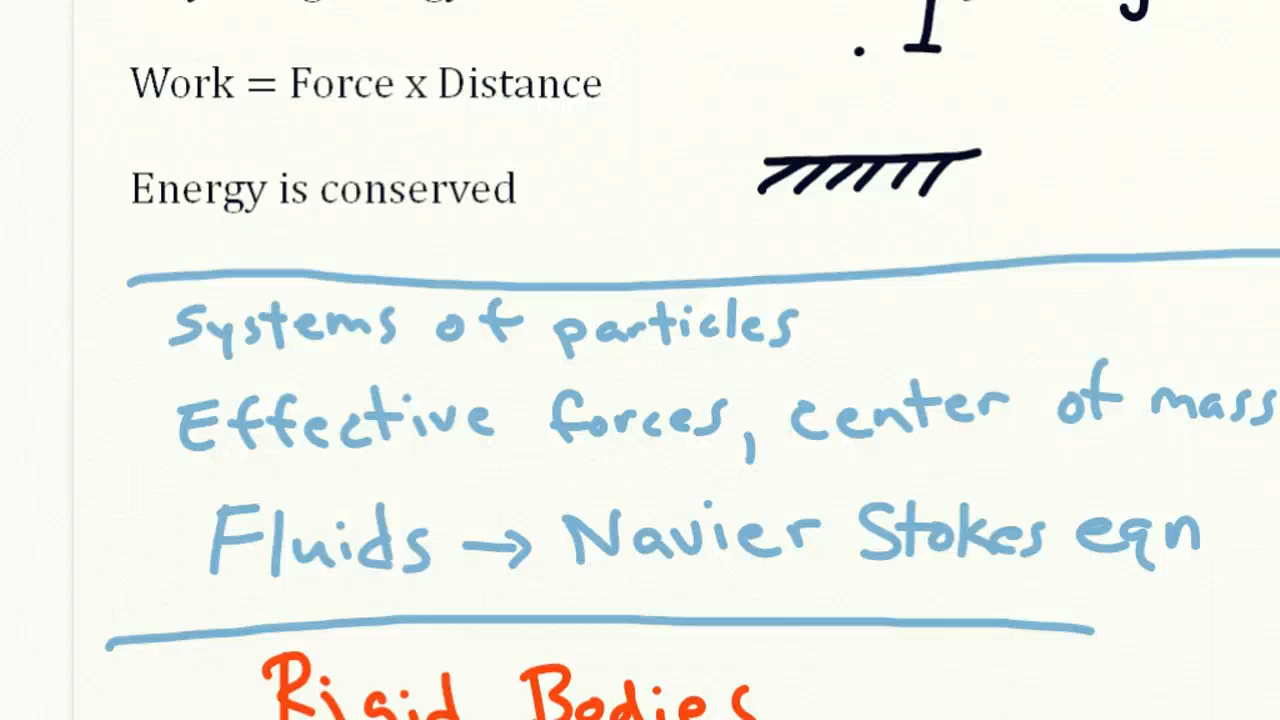 Work = Force x Distance
Energy is conserved
Systems of particles
Effective forces, center of mass
Fluids → Navier Stokes eqn
Rigid Bodies